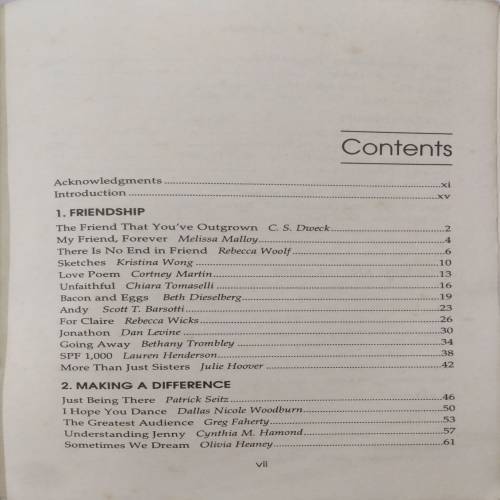 Contents
Acknowledgments ... xi
Introduction ... xv
1. FRIENDSHIP
The Friend That You've Outgrown C. S. Dweck ... 2
My Friend, Forever Melissa Malloy ... 4
There Is No End in Friend Rebecca Woolf ... 6
Sketches Kristina Wong ... 10
Love Poem Cortney Martin ... 13
Unfaithful Chiara Tomaselli ... 16
Bacon and Eggs Beth Dieselberg ... 19
Andy Scott T. Barsotti ... 23
For Claire Rebecca Wicks ... 26
Jonathon Dan Levine ... 30
Going Away Bethany Trombley ... 34
SPF 1,000 Lauren Henderson ... 38
More Than Just Sisters Julie Hoover ... 42
2. MAKING A DIFFERENCE
Just Being There Patrick Seitz ... 46
I Hope You Dance Dallas Nicole Woodburn ... 50
The Greatest Audience Greg Faherty ... 53
Understanding Jenny Cynthia M. Hamond ... 57
Sometimes We Dream Olivia Heaney ... 61
vii